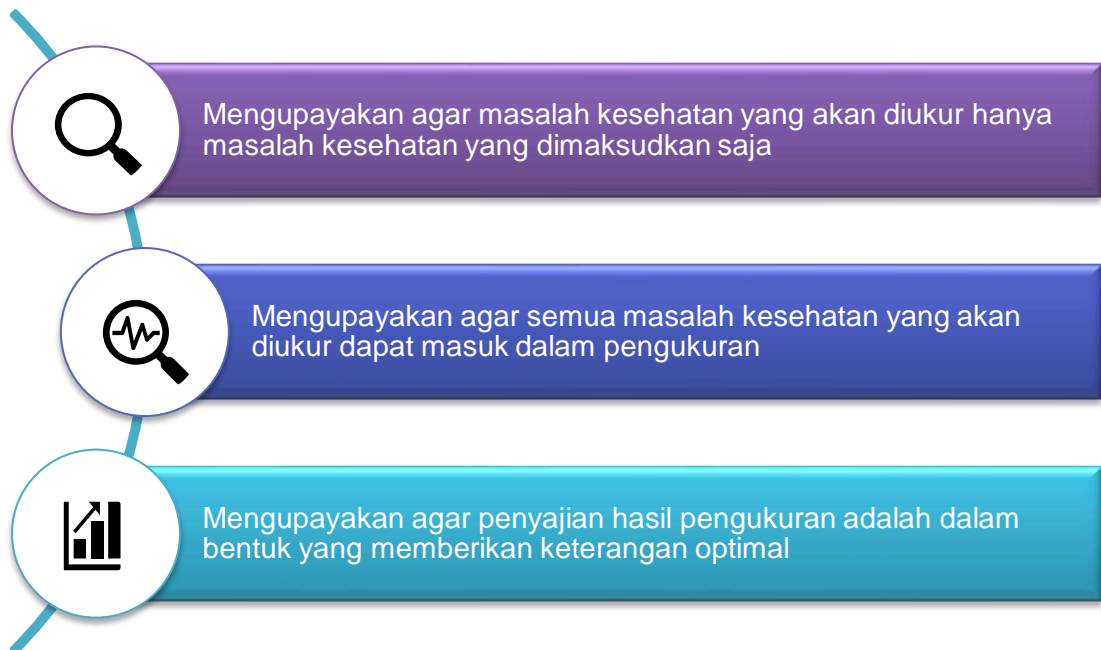 Mengupayakan agar masalah kesehatan yang akan diukur hanya
masalah kesehatan yang dimaksudkan saja
Mengupayakan agar semua masalah kesehatan yang akan
diukur dapat masuk dalam pengukuran
Mengupayakan agar penyajian hasil pengukuran adalah dalam
bentuk yang memberikan keterangan optimal